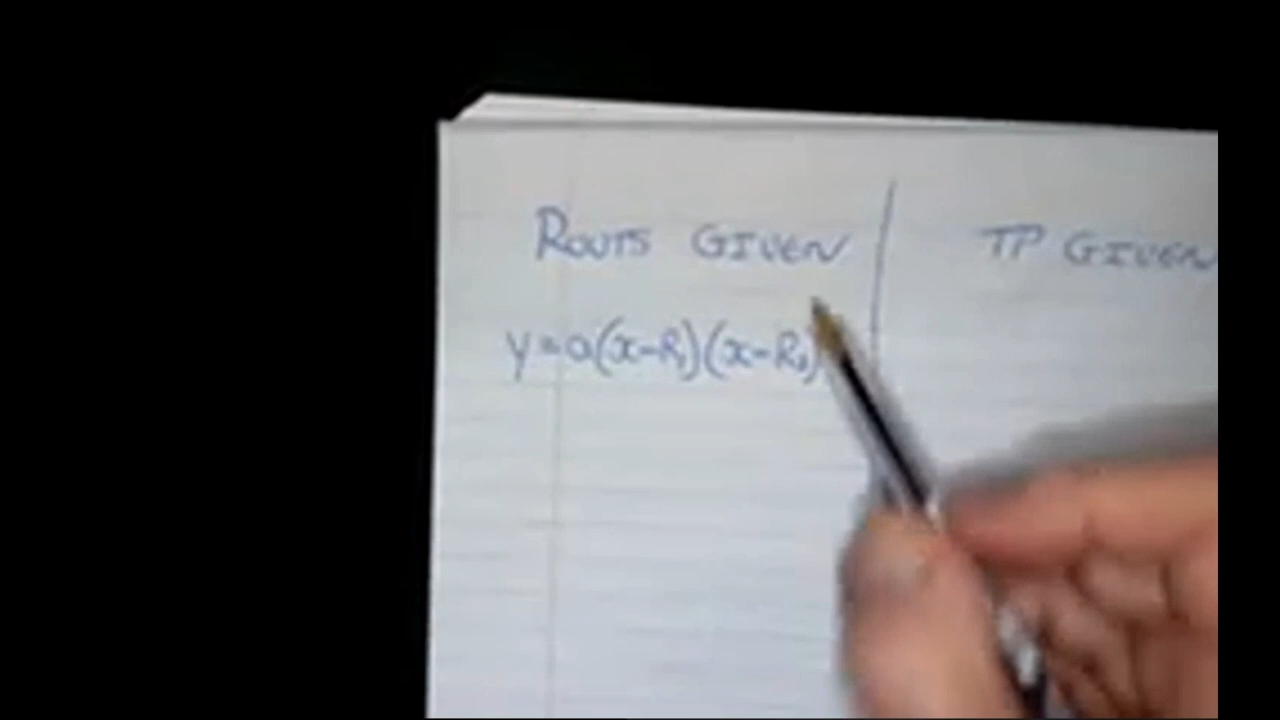 ROOTS GIVEN
TP GIVEN
y=a(x-R₁)(x-R₂)